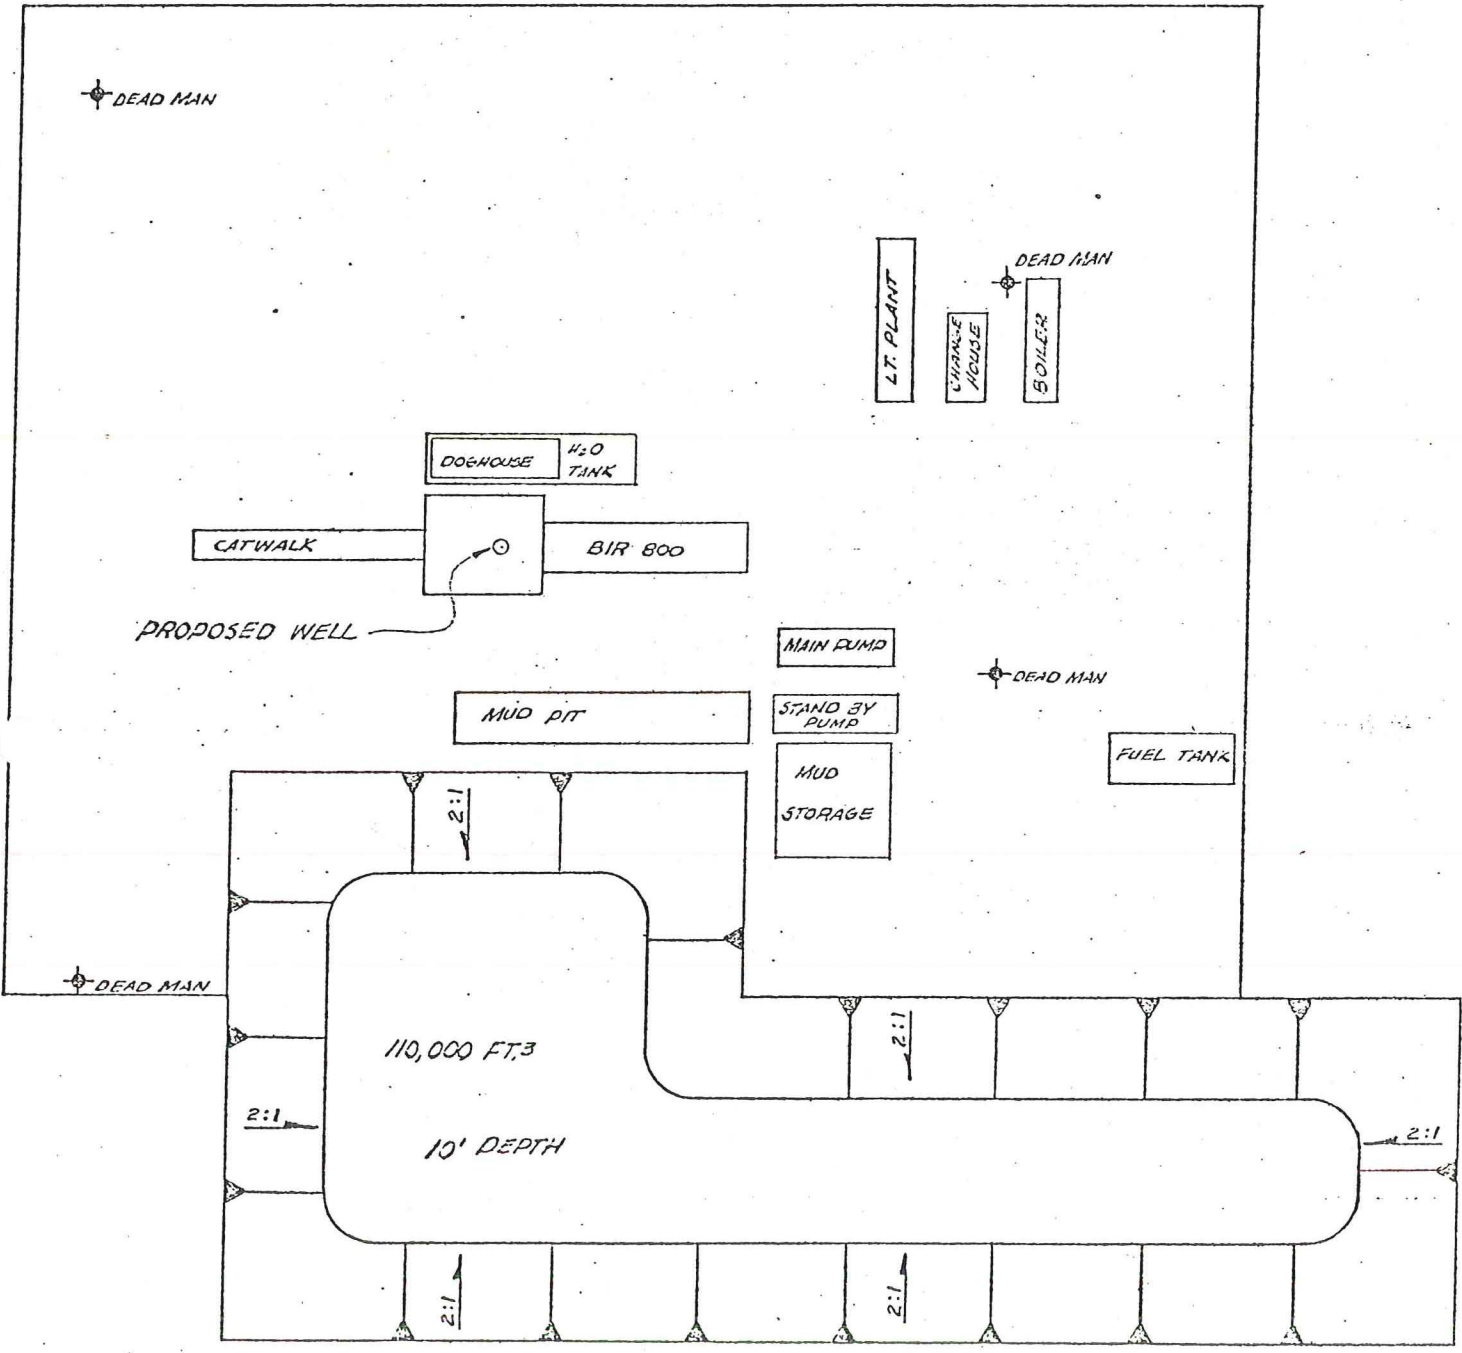 DEAD MAN
DEAD MAN
LT. PLANT
CHANGE
HOUSE
BOILER
DOGHOUSE
H2O
TANK
CATWALK
BIR 800
PROPOSED WELL
MAIN PUMP
DEAD MAN
MUD PIT
STAND BY
PUMP
FUEL TANK
MUD
STORAGE
2:1
DEAD MAN
2:1
110,000 FT.3
2:1
2:1
10' DEPTH
2:1
2:1